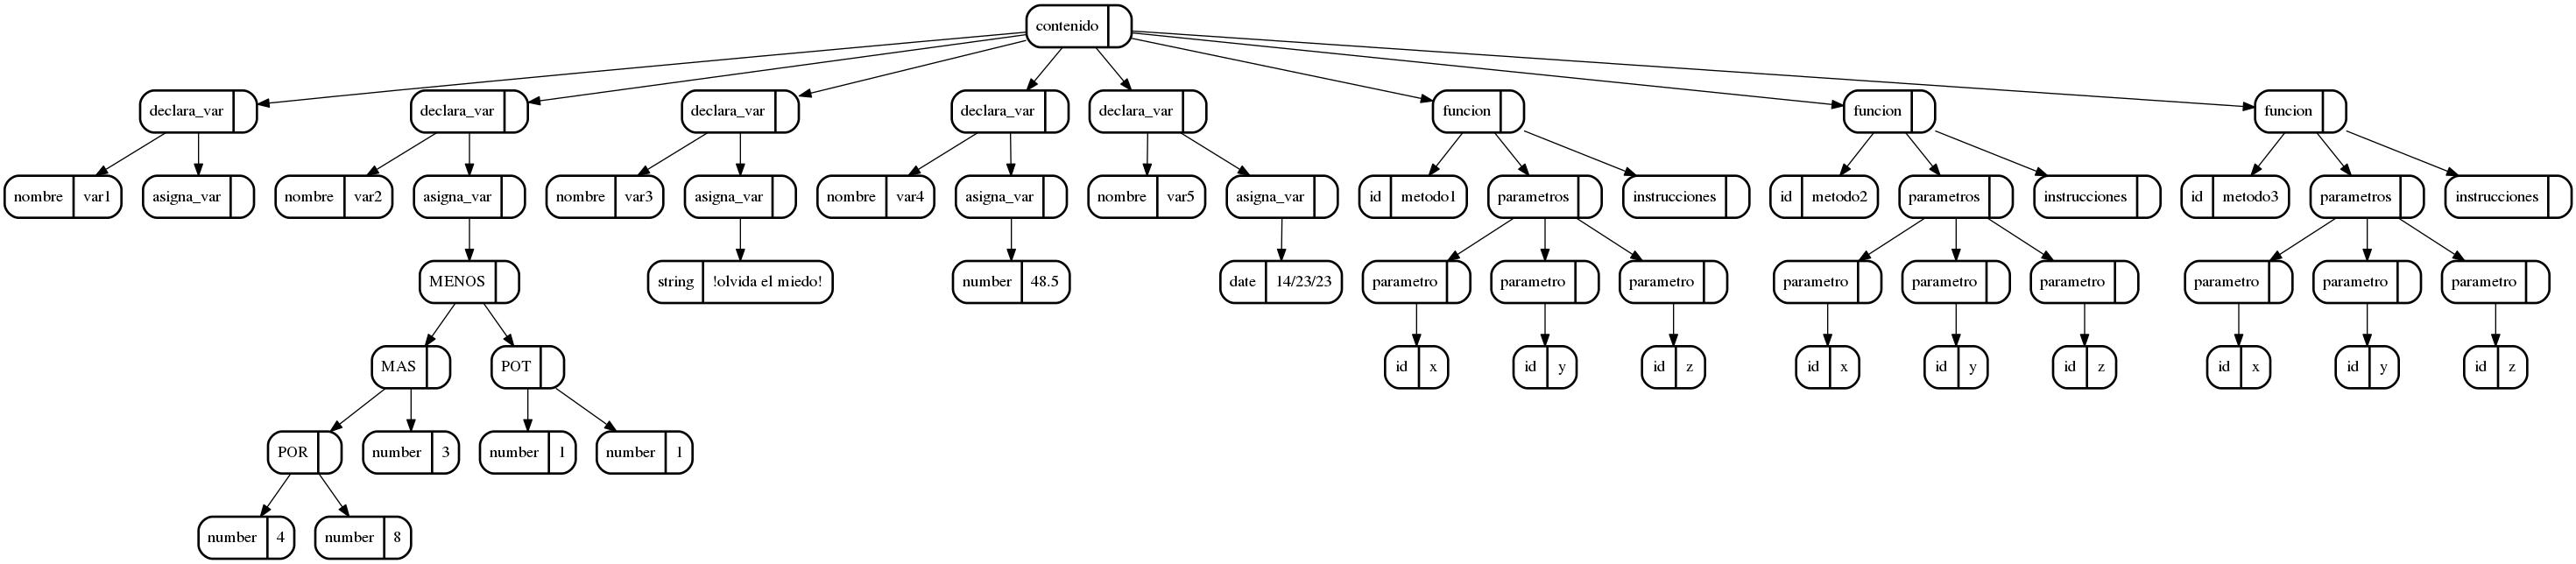 contenido
declara_var declara_var declara_var declara_var declara_var funcion funcion funcion
nombre var1 asigna_var nombre var2 asigna_var nombre var3 asigna_var nombre var4 asigna_var nombre var5 asigna_var id metodo1 parametros instrucciones id metodo2 parametros instrucciones id metodo3 parametros instrucciones
MENOS string !olvida el miedo! number 48.5 date 14/23/23 parametro parametro parametro parametro parametro parametro parametro parametro parametro
MAS POT id x id y id z id x id y id z id x id y id z
POR number 3 number 1 number 1
number 4 number 8